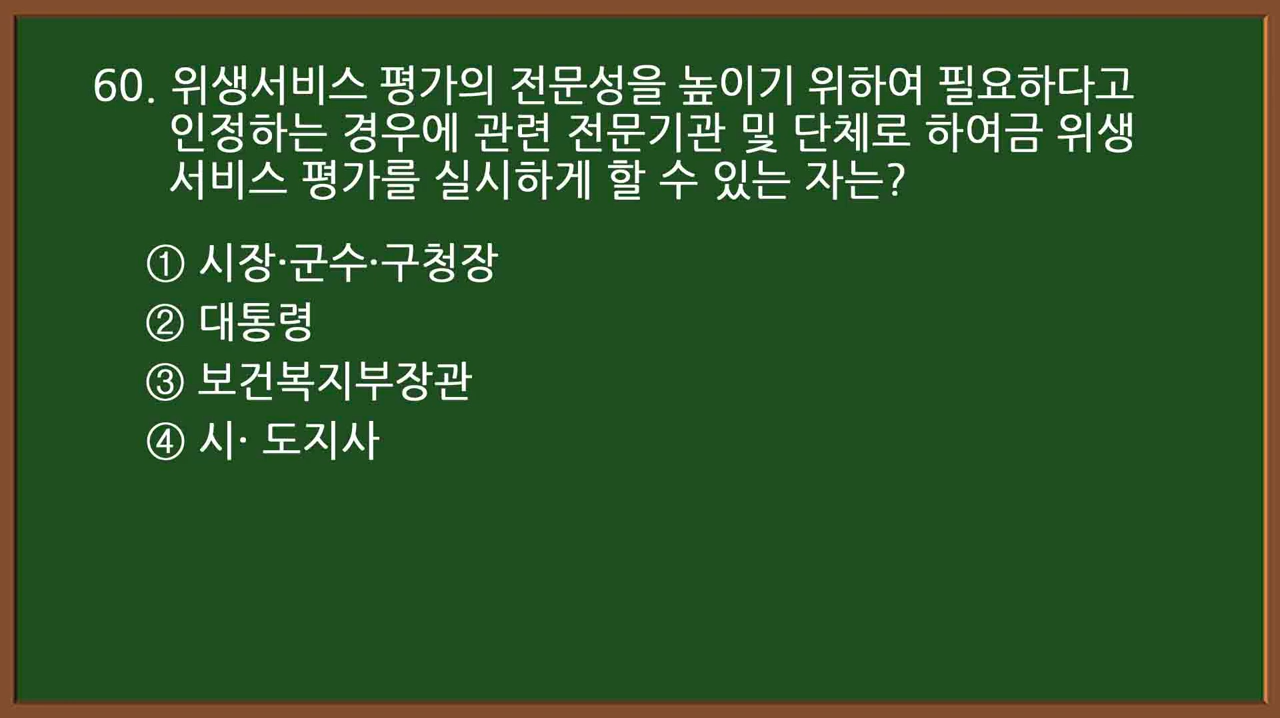 60. 위생서비스 평가의 전문성을 높이기 위하여 필요하다고
인정하는 경우에 관련 전문기관 및 단체로 하여금 위생
서비스 평가를 실시하게 할 수 있는 자는?
① 시장·군수·구청장
② 대통령
③ 보건복지부장관
④ 시· 도지사